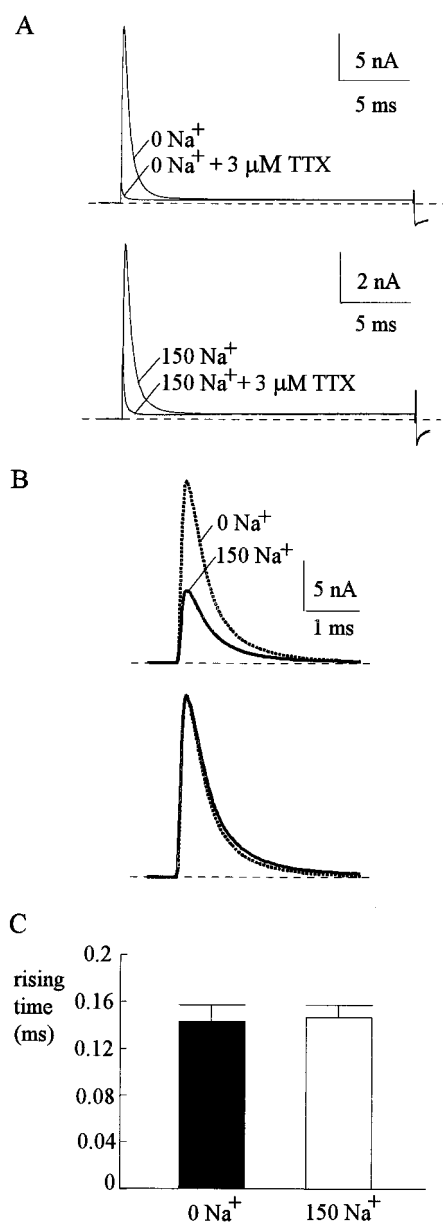 A
5 nA
5 ms
0 Na+
0 Na+ + 3 μM TTX
2 nA
5 ms
150 Na+
150 Na+ + 3 μM TTX
B
0 Na+
150 Na+
5 nA
1 ms
C
rising
time
(ms)
0.2
0.16
0.12
0.08
0.04
0
0 Na+
150 Na+